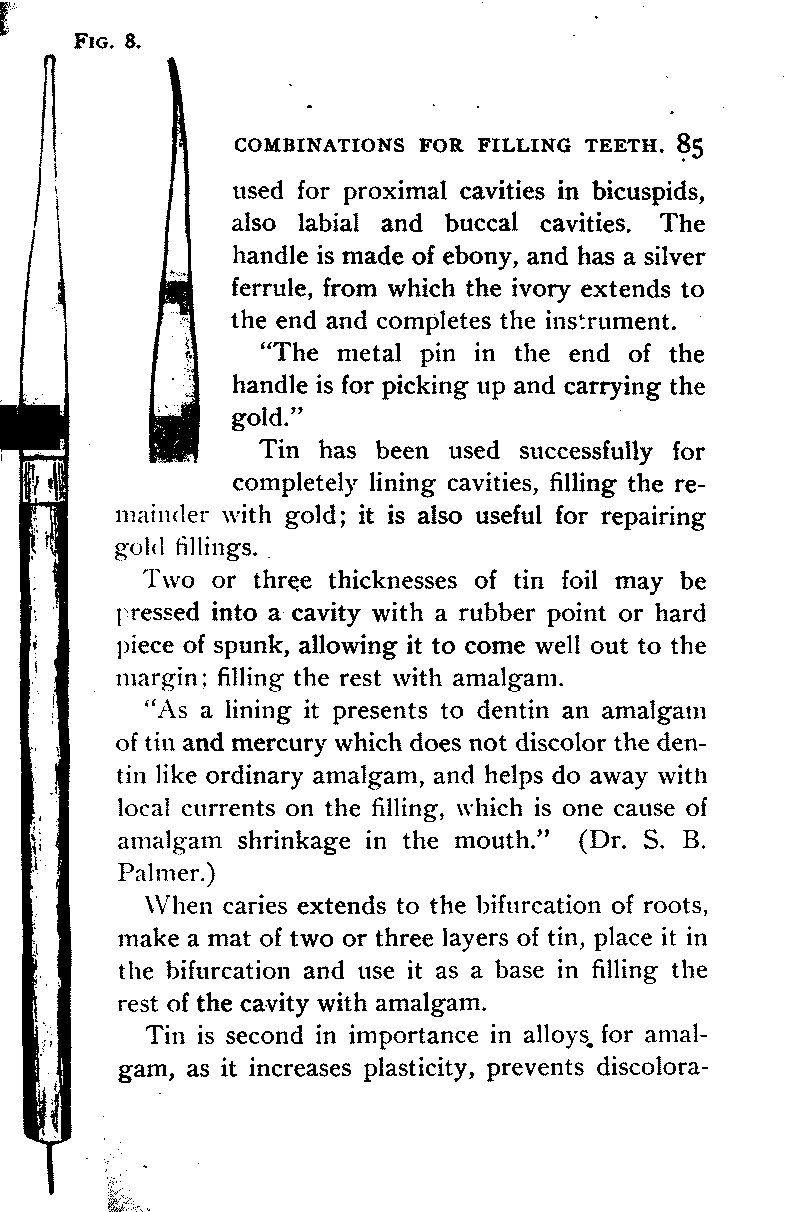 FIG. 8.
COMBINATIONS FOR FILLING TEETH. 85
used for proximal cavities in bicuspids,
also labial and buccal cavities. The
handle is made of ebony, and has a silver
ferrule, from which the ivory extends to
the end and completes the instrument.
“The metal pin in the end of the
handle is for picking up and carrying the
gold.”
Tin has been used successfully for
completely lining cavities, filling the re-
mainder with gold; it is also useful for repairing
gold fillings.
Two or three thicknesses of tin foil may be
pressed into a cavity with a rubber point or hard
piece of spunk, allowing it to come well out to the
margin; filling the rest with amalgam.
“As a lining it presents to dentin an amalgam
of tin and mercury which does not discolor the den-
tin like ordinary amalgam, and helps do away with
local currents on the filling, which is one cause of
amalgam shrinkage in the mouth.” (Dr. S. B.
Palmer.)
When caries extends to the bifurcation of roots,
make a mat of two or three layers of tin, place it in
the bifurcation and use it as a base in filling the
rest of the cavity with amalgam.
Tin is second in importance in alloys for amal-
gam, as it increases plasticity, prevents discolora-